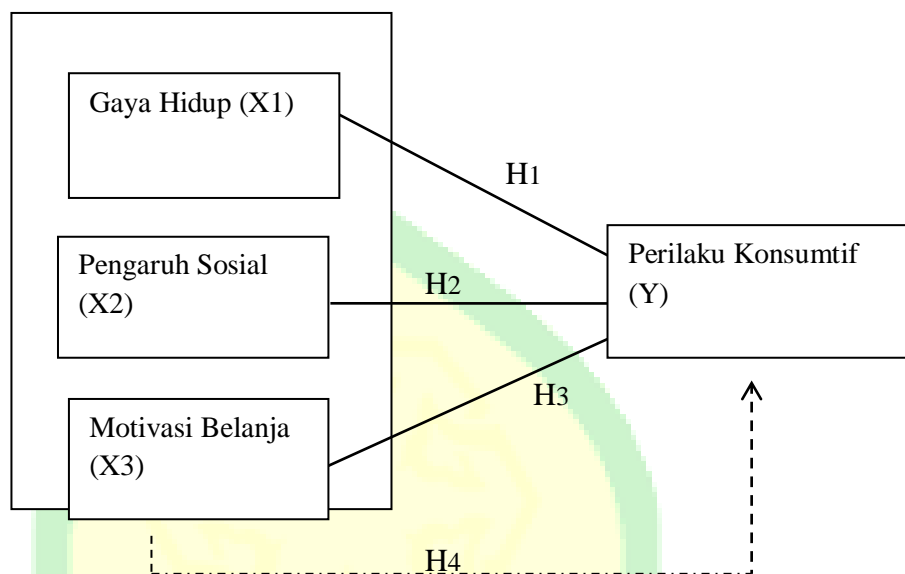 Gaya Hidup (X1)
H1
Pengaruh Sosial
(X2)
H2
Perilaku Konsumtif
(Y)
H3
Motivasi Belanja
(X3)
H4